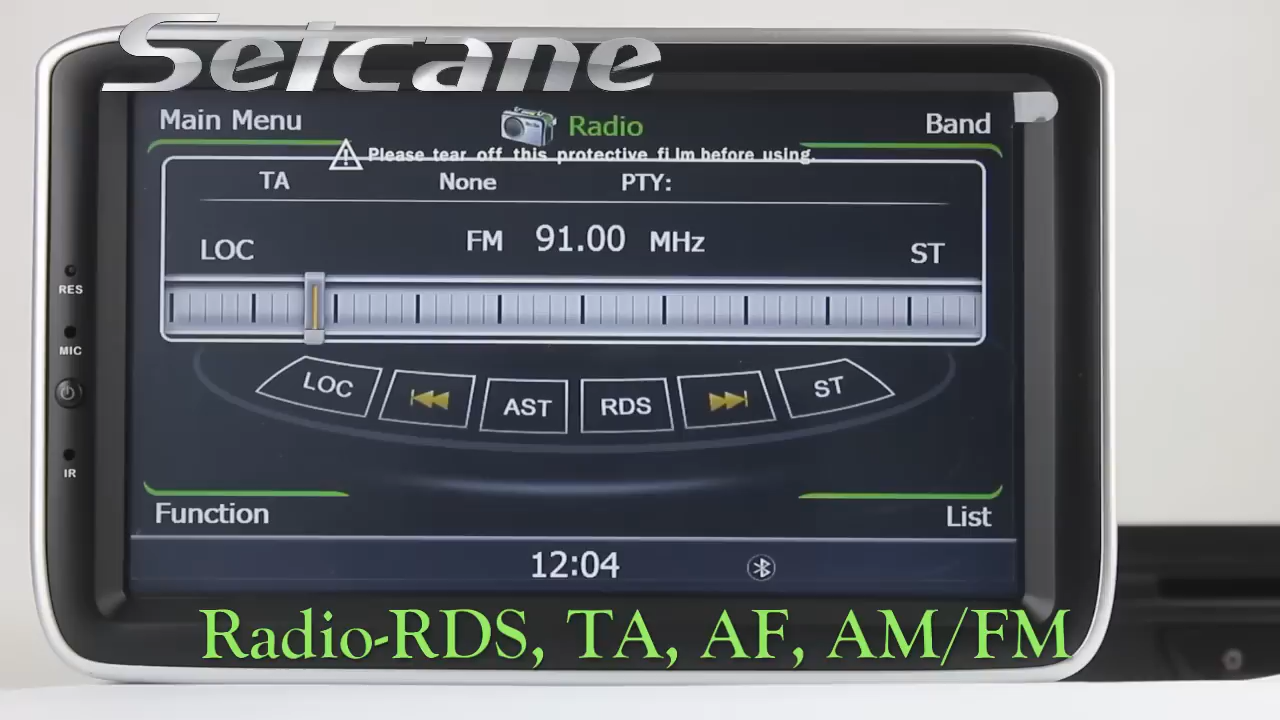 Seicane
Main Menu
Radio
Band
Please tear off this protective film before using.
TA None PTY:
FM 91.00 MHz
LOC ST
RES
MIC
LOC AST RDS ST
IR
Function List
12:04
Radio-RDS, TA, AF, AM/FM